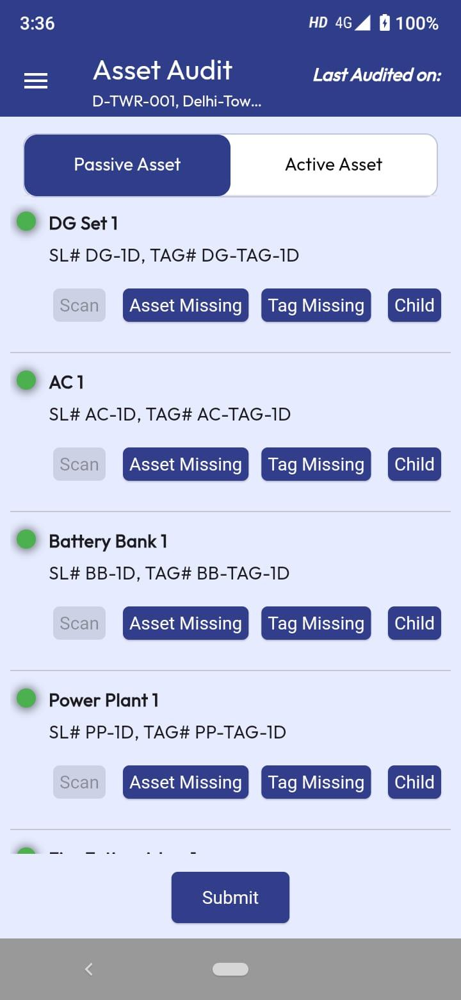 3:36 HD 4G 100%
Asset Audit
Last Audited on:
D-TWR-001, Delhi-Tow...
Passive Asset Active Asset
DG Set 1
SL# DG-1D, TAG# DG-TAG-1D
Scan Asset Missing Tag Missing Child
AC 1
SL# AC-1D, TAG# AC-TAG-1D
Scan Asset Missing Tag Missing Child
Battery Bank 1
SL# BB-1D, TAG# BB-TAG-1D
Scan Asset Missing Tag Missing Child
Power Plant 1
SL# PP-1D, TAG# PP-TAG-1D
Scan Asset Missing Tag Missing Child
Submit